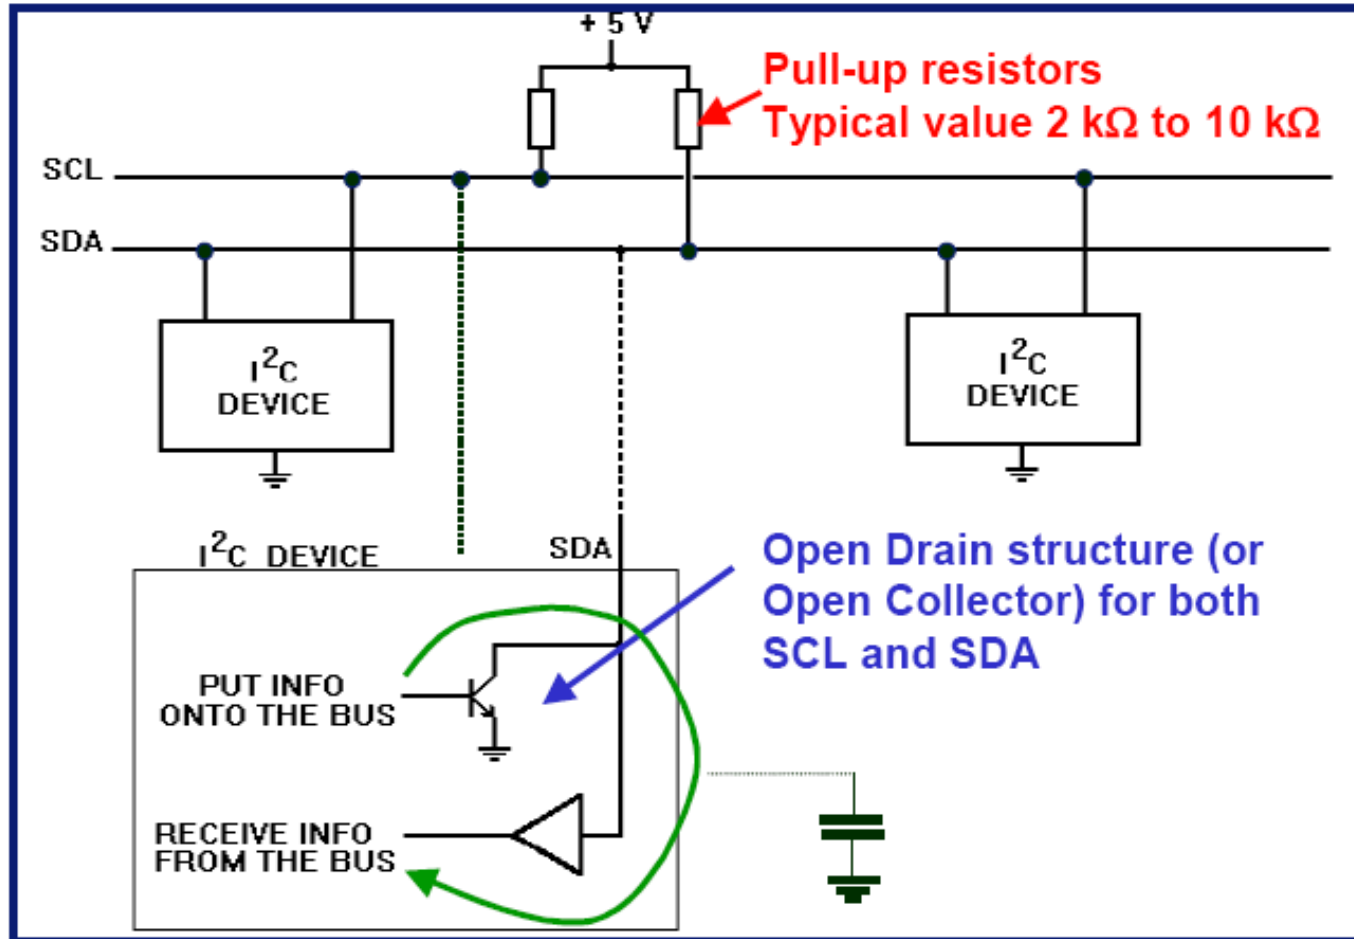 + 5 V
Pull-up resistors
Typical value 2 kΩ to 10 kΩ
SCL
SDA
I²C
DEVICE
I²C
DEVICE
I²C DEVICE
SDA
Open Drain structure (or
Open Collector) for both
SCL and SDA
PUT INFO
ONTO THE BUS
RECEIVE INFO
FROM THE BUS